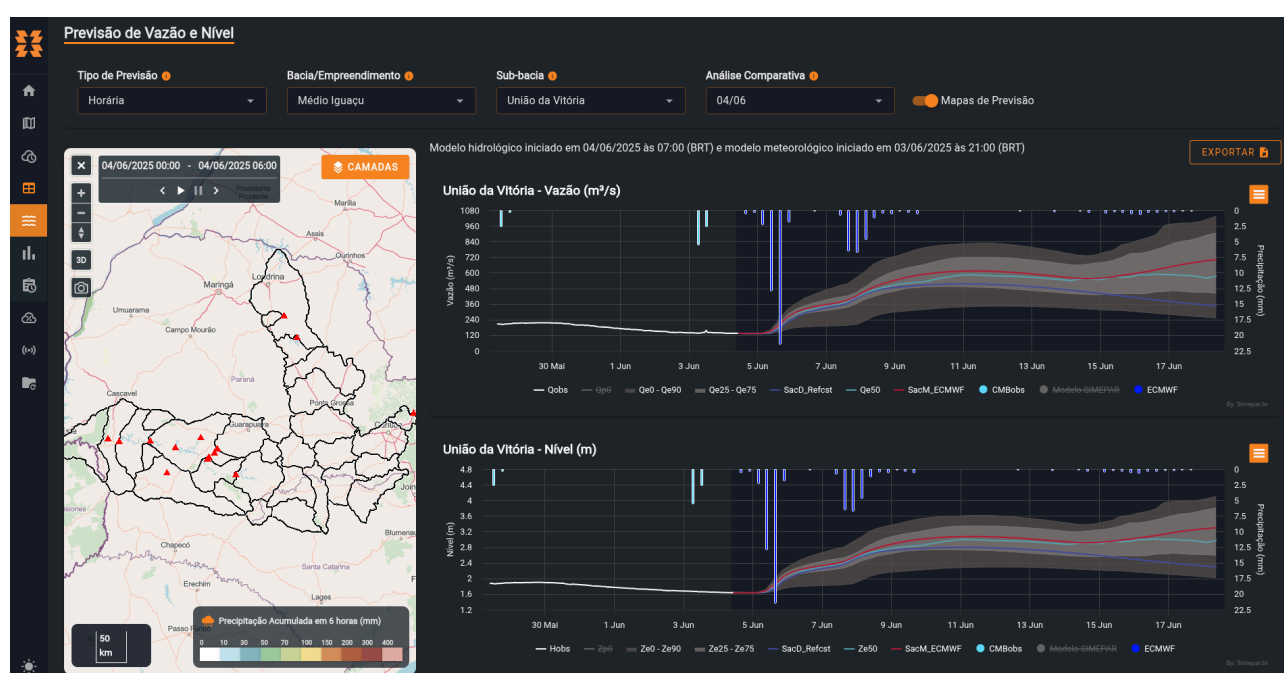 Previsão de Vazão e Nível
Tipo de Previsão
Bacia/Empreendimento
Sub-bacia
Análise Comparativa
Horária
Médio Iguaçu
União da Vitória
04/06
Mapas de Previsão
Modelo hidrológico iniciado em 04/06/2025 às 07:00 (BRT) e modelo meteorológico iniciado em 03/06/2025 às 21:00 (BRT)
EXPORTAR
04/06/2025 00:00 - 04/06/2025 06:00
CAMADAS
3D
Presidente
Prudente
Marília
Assis
Ourinhos
Londrina
Maringá
Umuarama
Campo Mourão
Paraná
Cascavel
Ponta Grossa
Guarapuava
Curitiba
Join
siones
Blumenau
Chapecó
Santa Catarina
Erechim
Lages
F
Passo Fundo
50
km
Precipitação Acumulada em 6 horas (mm)
0 10 30 50 70 100 150 200 300 400
União da Vitória - Vazão (m³/s)
Vazão (m³/s)
1080
960
840
720
600
480
360
240
120
0
0
2.5
5
7.5
10
12.5
15
17.5
20
22.5
Precipitação (mm)
30 Mai 1 Jun 3 Jun 5 Jun 7 Jun 9 Jun 11 Jun 13 Jun 15 Jun 17 Jun
Qobs Qp0 Qe0 - Qe90 Qe25 - Qe75 SacD_Refcst Qe50 SacM_ECMWF CMBobs Modelo SIMEPAR ECMWF
By: Simepar.br
União da Vitória - Nível (m)
Nível (m)
4.8
4.4
4
3.6
3.2
2.8
2.4
2
1.6
1.2
0
2.5
5
7.5
10
12.5
15
17.5
20
22.5
Precipitação (mm)
30 Mai 1 Jun 3 Jun 5 Jun 7 Jun 9 Jun 11 Jun 13 Jun 15 Jun 17 Jun
Hobs Zp0 Ze0 - Ze90 Ze25 - Ze75 SacD_Refcst Ze50 SacM_ECMWF CMBobs Modelo SIMEPAR ECMWF
By: Simepar.br